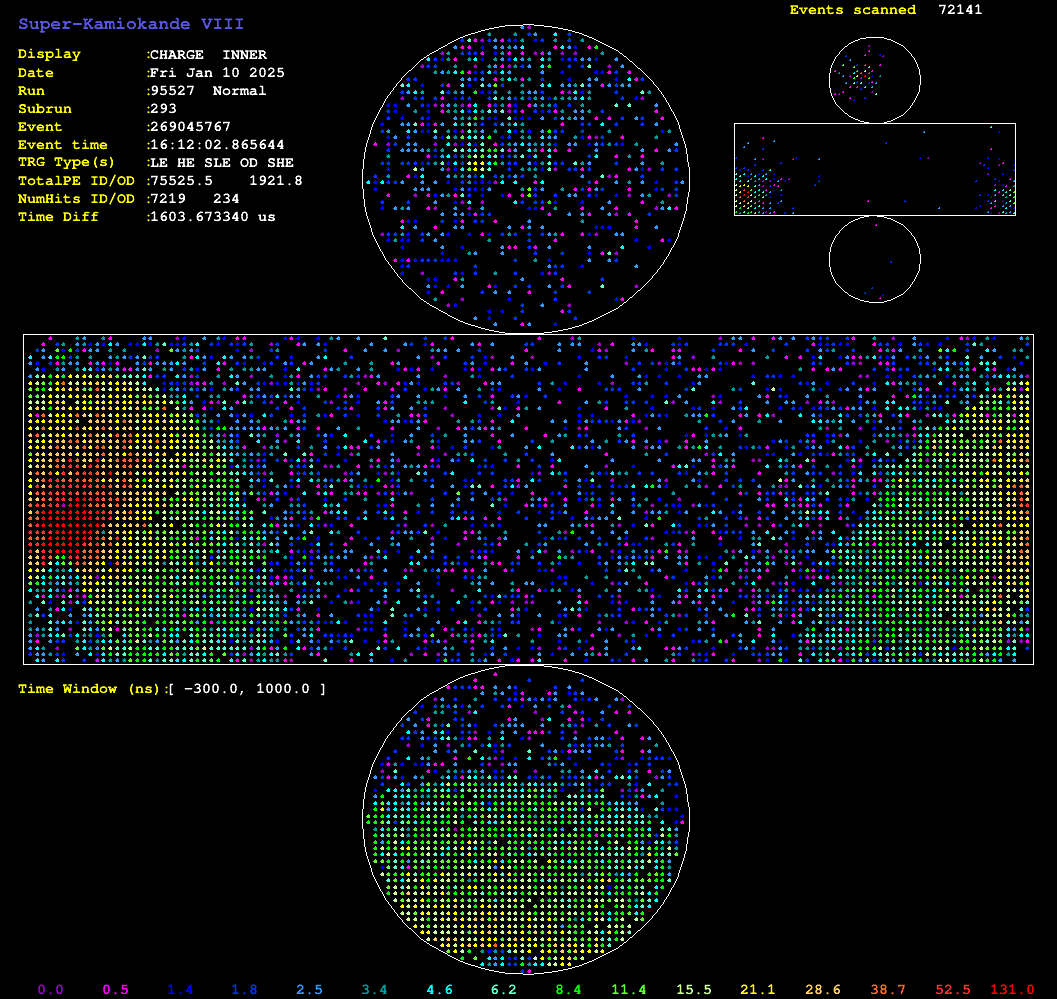 Super-Kamiokande VIII
Events scanned 72141
Display :CHARGE INNER
Date :Fri Jan 10 2025
Run :95527 Normal
Subrun :293
Event :269045767
Event time :16:12:02.865644
TRG Type(s) :LE HE SLE OD SHE
TotalPE ID/OD :75525.5 1921.8
NumHits ID/OD :7219 234
Time Diff :1603.673340 us
Time Window (ns):[ -300.0, 1000.0 ]
0.0 0.5 1.4 1.8 2.5 3.4 4.6 6.2 8.4 11.4 15.5 21.1 28.6 38.7 52.5 131.0